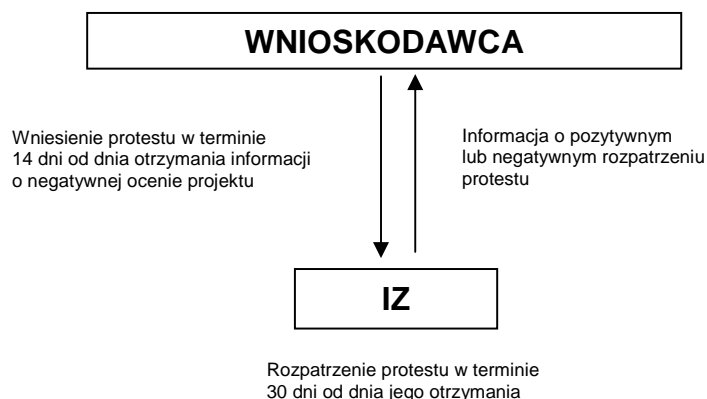 WNIOSKODAWCA
Wniesienie protestu w terminie
14 dni od dnia otrzymania informacji
o negatywnej ocenie projektu
Informacja o pozytywnym
lub negatywnym rozpatrzeniu
protestu
IZ
Rozpatrzenie protestu w terminie
30 dni od dnia jego otrzymania